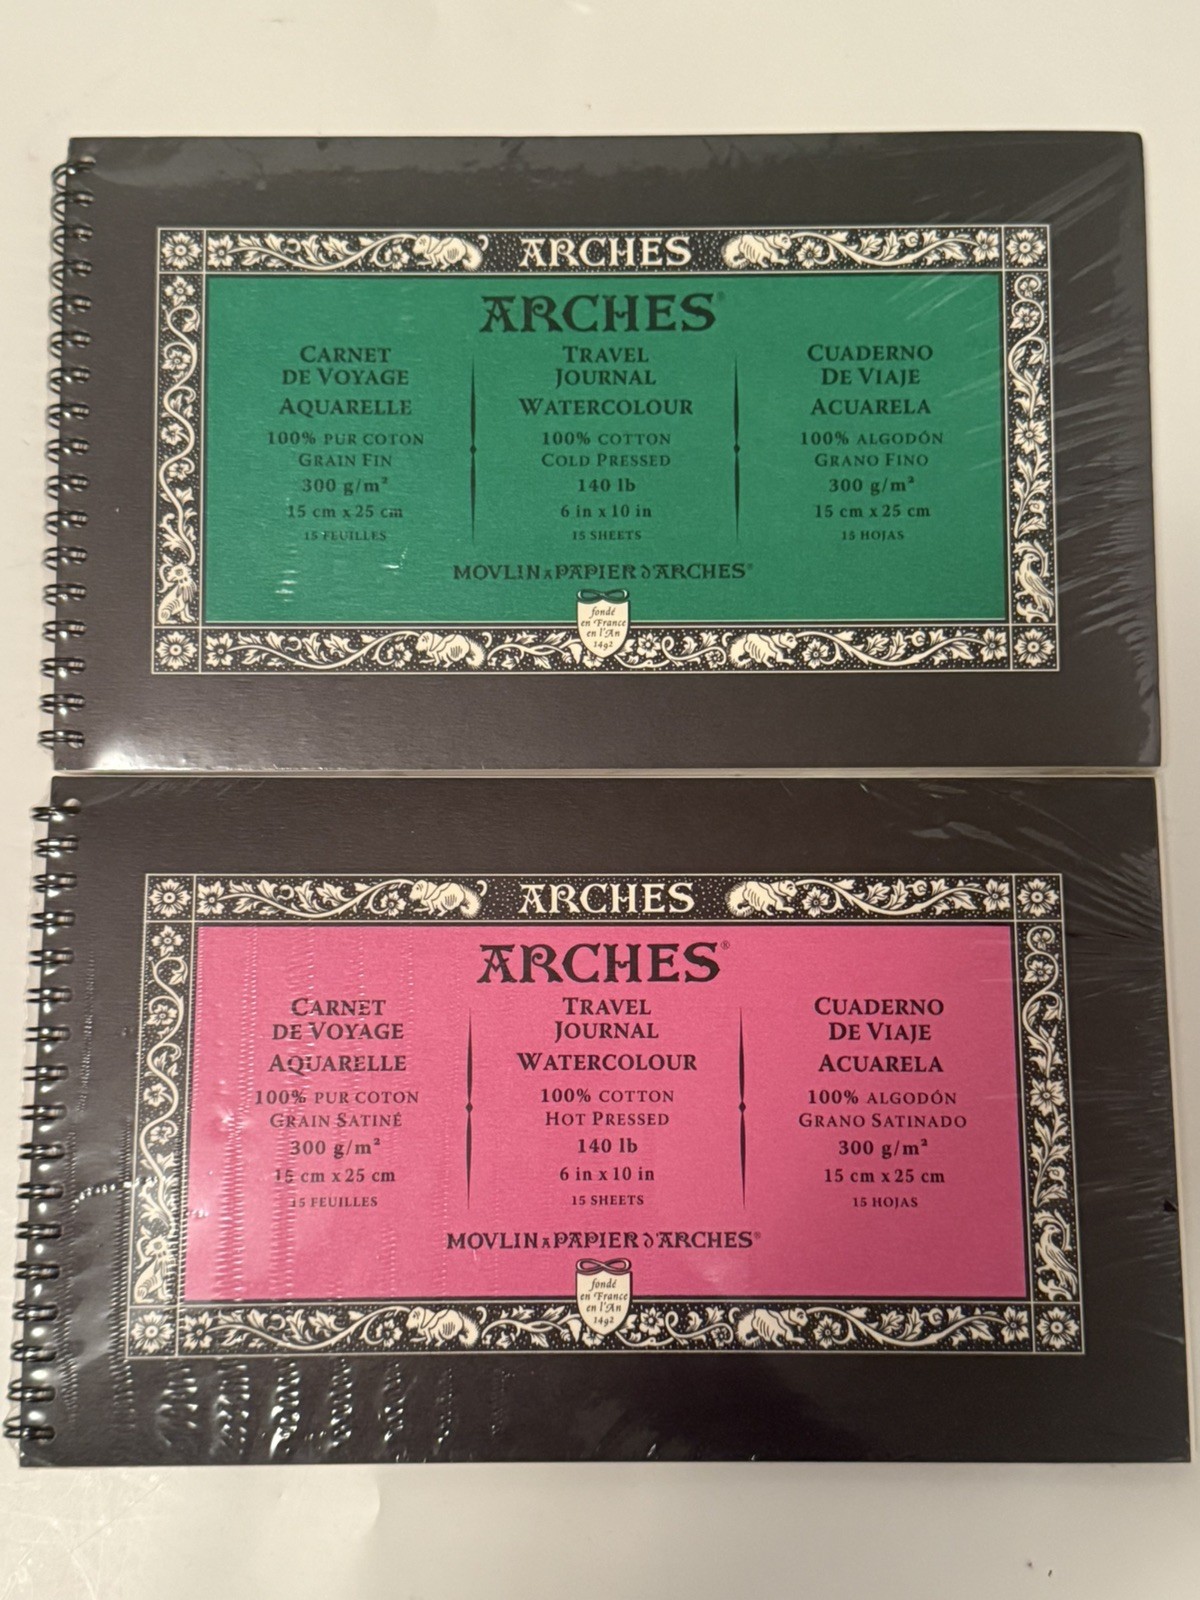 ARCHES
ARCHES®
CARNET
DE VOYAGE
AQUARELLE
100% PUR COTON
GRAIN FIN
300 g/m²
15 cm x 25 cm
15 FEUILLES
TRAVEL
JOURNAL
WATERCOLOUR
100% COTTON
COLD PRESSED
140 lb
6 in x 10 in
15 SHEETS
CUADERNO
DE VIAJE
ACUARELA
100% ALGODÓN
GRANO FINO
300 g/m²
15 cm x 25 cm
15 HOJAS
MOVLIN A PAPIER D'ARCHES®
fondé
en France
en l'An
1492
ARCHES
ARCHES®
CARNET
DE VOYAGE
AQUARELLE
100% PUR COTON
GRAIN SATINÉ
300 g/m²
15 cm x 25 cm
15 FEUILLES
TRAVEL
JOURNAL
WATERCOLOUR
100% COTTON
HOT PRESSED
140 lb
6 in x 10 in
15 SHEETS
CUADERNO
DE VIAJE
ACUARELA
100% ALGODÓN
GRANO SATINADO
300 g/m²
15 cm x 25 cm
15 HOJAS
MOVLIN A PAPIER D'ARCHES®
fondé
en France
en l'An
1492